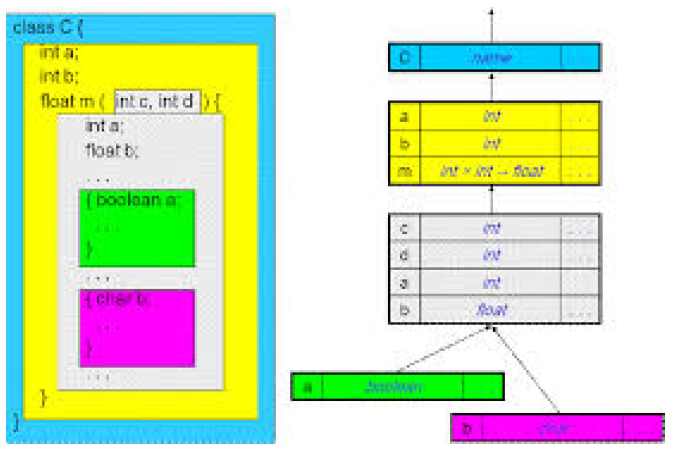 class C {
int a;
int b;
float m ( int c, int d ) {
int a;
float b;
. . .
{ boolean a;
. . .
}
. . .
{ char b;
. . .
}
. . .
}
}
C name
a int . . .
b int . . .
m int × int → float . . .
c int . . .
d int . . .
a int
b float . . .
a boolean
b char . . .